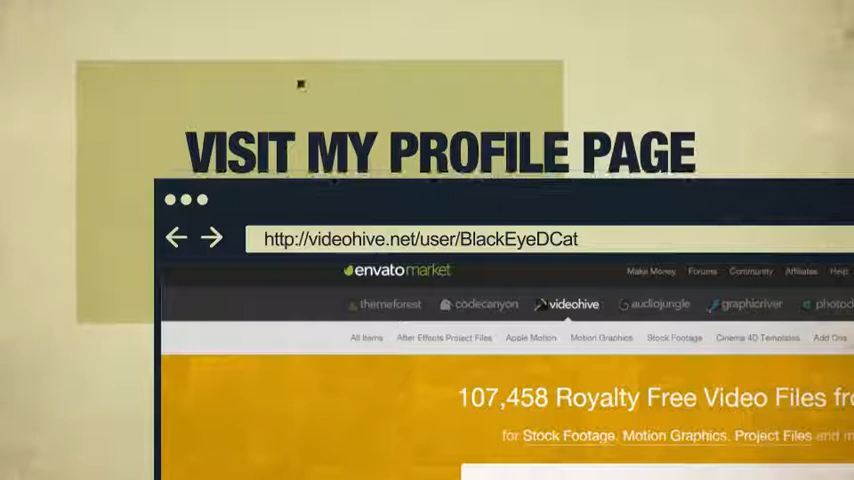 VISIT MY PROFILE PAGE
http://videohive.net/user/BlackEyeDCat
envatomarket
Make Money Forums Community Affiliates Help
themeforest codecanyon videohive audiojungle graphicriver
All Items After Effects Project Files Apple Motion Motion Graphics Stock Footage Cinema 4D Templates Add Ons
107,458 Royalty Free Video Files
for Stock Footage, Motion Graphics, Project Files and